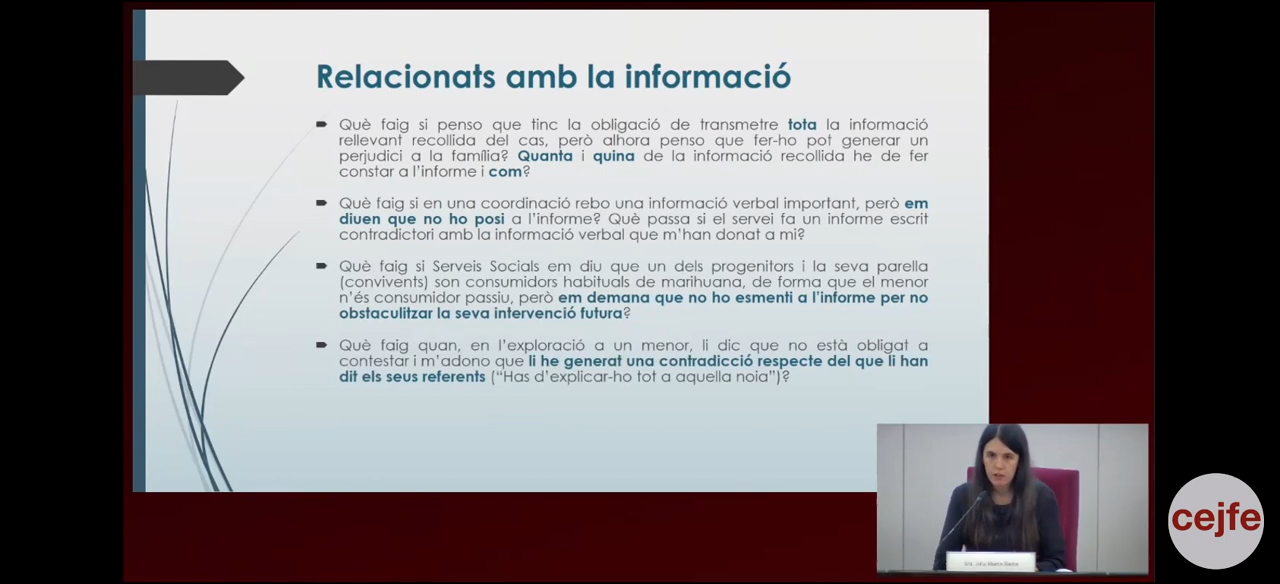 Relacionats amb la informació
Què faig si penso que tinc la obligació de transmetre tota la informació
rellevant recollida del cas, però alhora penso que fer-ho pot generar un
perjudici a la família? Quanta i quina de la informació recollida he de fer
constar a l'informe i com?
Què faig si en una coordinació rebo una informació verbal important, però em
diuen que no ho posi a l'informe? Què passa si el servei fa un informe escrit
contradictori amb la informació verbal que m'han donat a mi?
Què faig si Serveis Socials em diu que un dels progenitors i la seva parella
(convivents) son consumidors habituals de marihuana, de forma que el menor
n'és consumidor passiu, però em demana que no ho esmenti a l'informe per no
obstaculitzar la seva intervenció futura?
Què faig quan, en l'exploració a un menor, li dic que no està obligat a
contestar i m'adono que li he generat una contradicció respecte del que li han
dit els seus referents ("Has d'explicar-ho tot a aquella noia")?
cejfe